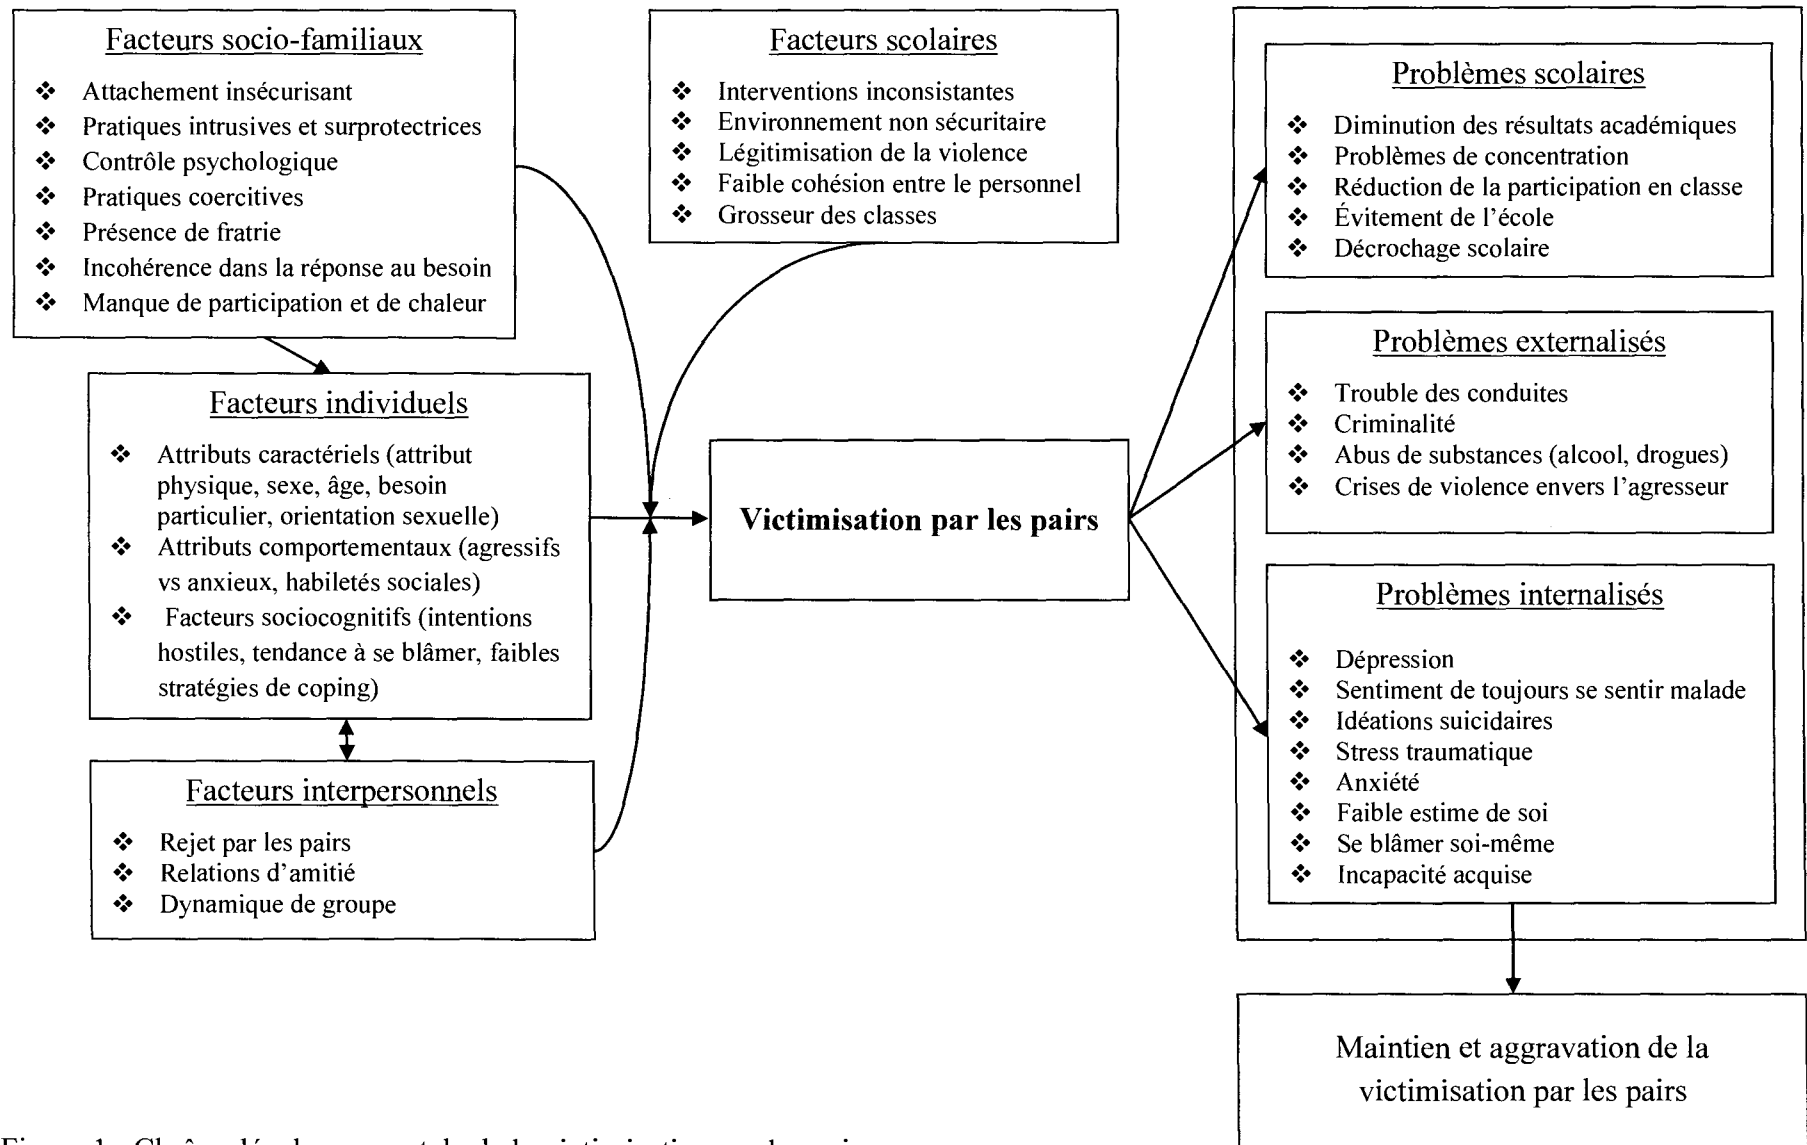 Facteurs socio-familiaux
❖ Attachement insécurisant
❖ Pratiques intrusives et surprotectrices
❖ Contrôle psychologique
❖ Pratiques coercitives
❖ Présence de fratrie
❖ Incohérence dans la réponse au besoin
❖ Manque de participation et de chaleur
Facteurs scolaires
❖ Interventions inconsistantes
❖ Environnement non sécuritaire
❖ Légitimisation de la violence
❖ Faible cohésion entre le personnel
❖ Grosseur des classes
Facteurs individuels
❖ Attributs caractériels (attribut
physique, sexe, âge, besoin
particulier, orientation sexuelle)
❖ Attributs comportementaux (agressifs
vs anxieux, habiletés sociales)
❖ Facteurs sociocognitifs (intentions
hostiles, tendance à se blâmer, faibles
stratégies de coping)
Facteurs interpersonnels
❖ Rejet par les pairs
❖ Relations d'amitié
❖ Dynamique de groupe
Victimisation par les pairs
Problèmes scolaires
❖ Diminution des résultats académiques
❖ Problèmes de concentration
❖ Réduction de la participation en classe
❖ Évitement de l'école
❖ Décrochage scolaire
Problèmes externalisés
❖ Trouble des conduites
❖ Criminalité
❖ Abus de substances (alcool, drogues)
❖ Crises de violence envers l'agresseur
Problèmes internalisés
❖ Dépression
❖ Sentiment de toujours se sentir malade
❖ Idéations suicidaires
❖ Stress traumatique
❖ Anxiété
❖ Faible estime de soi
❖ Se blâmer soi-même
❖ Incapacité acquise
Maintien et aggravation de la
victimisation par les pairs